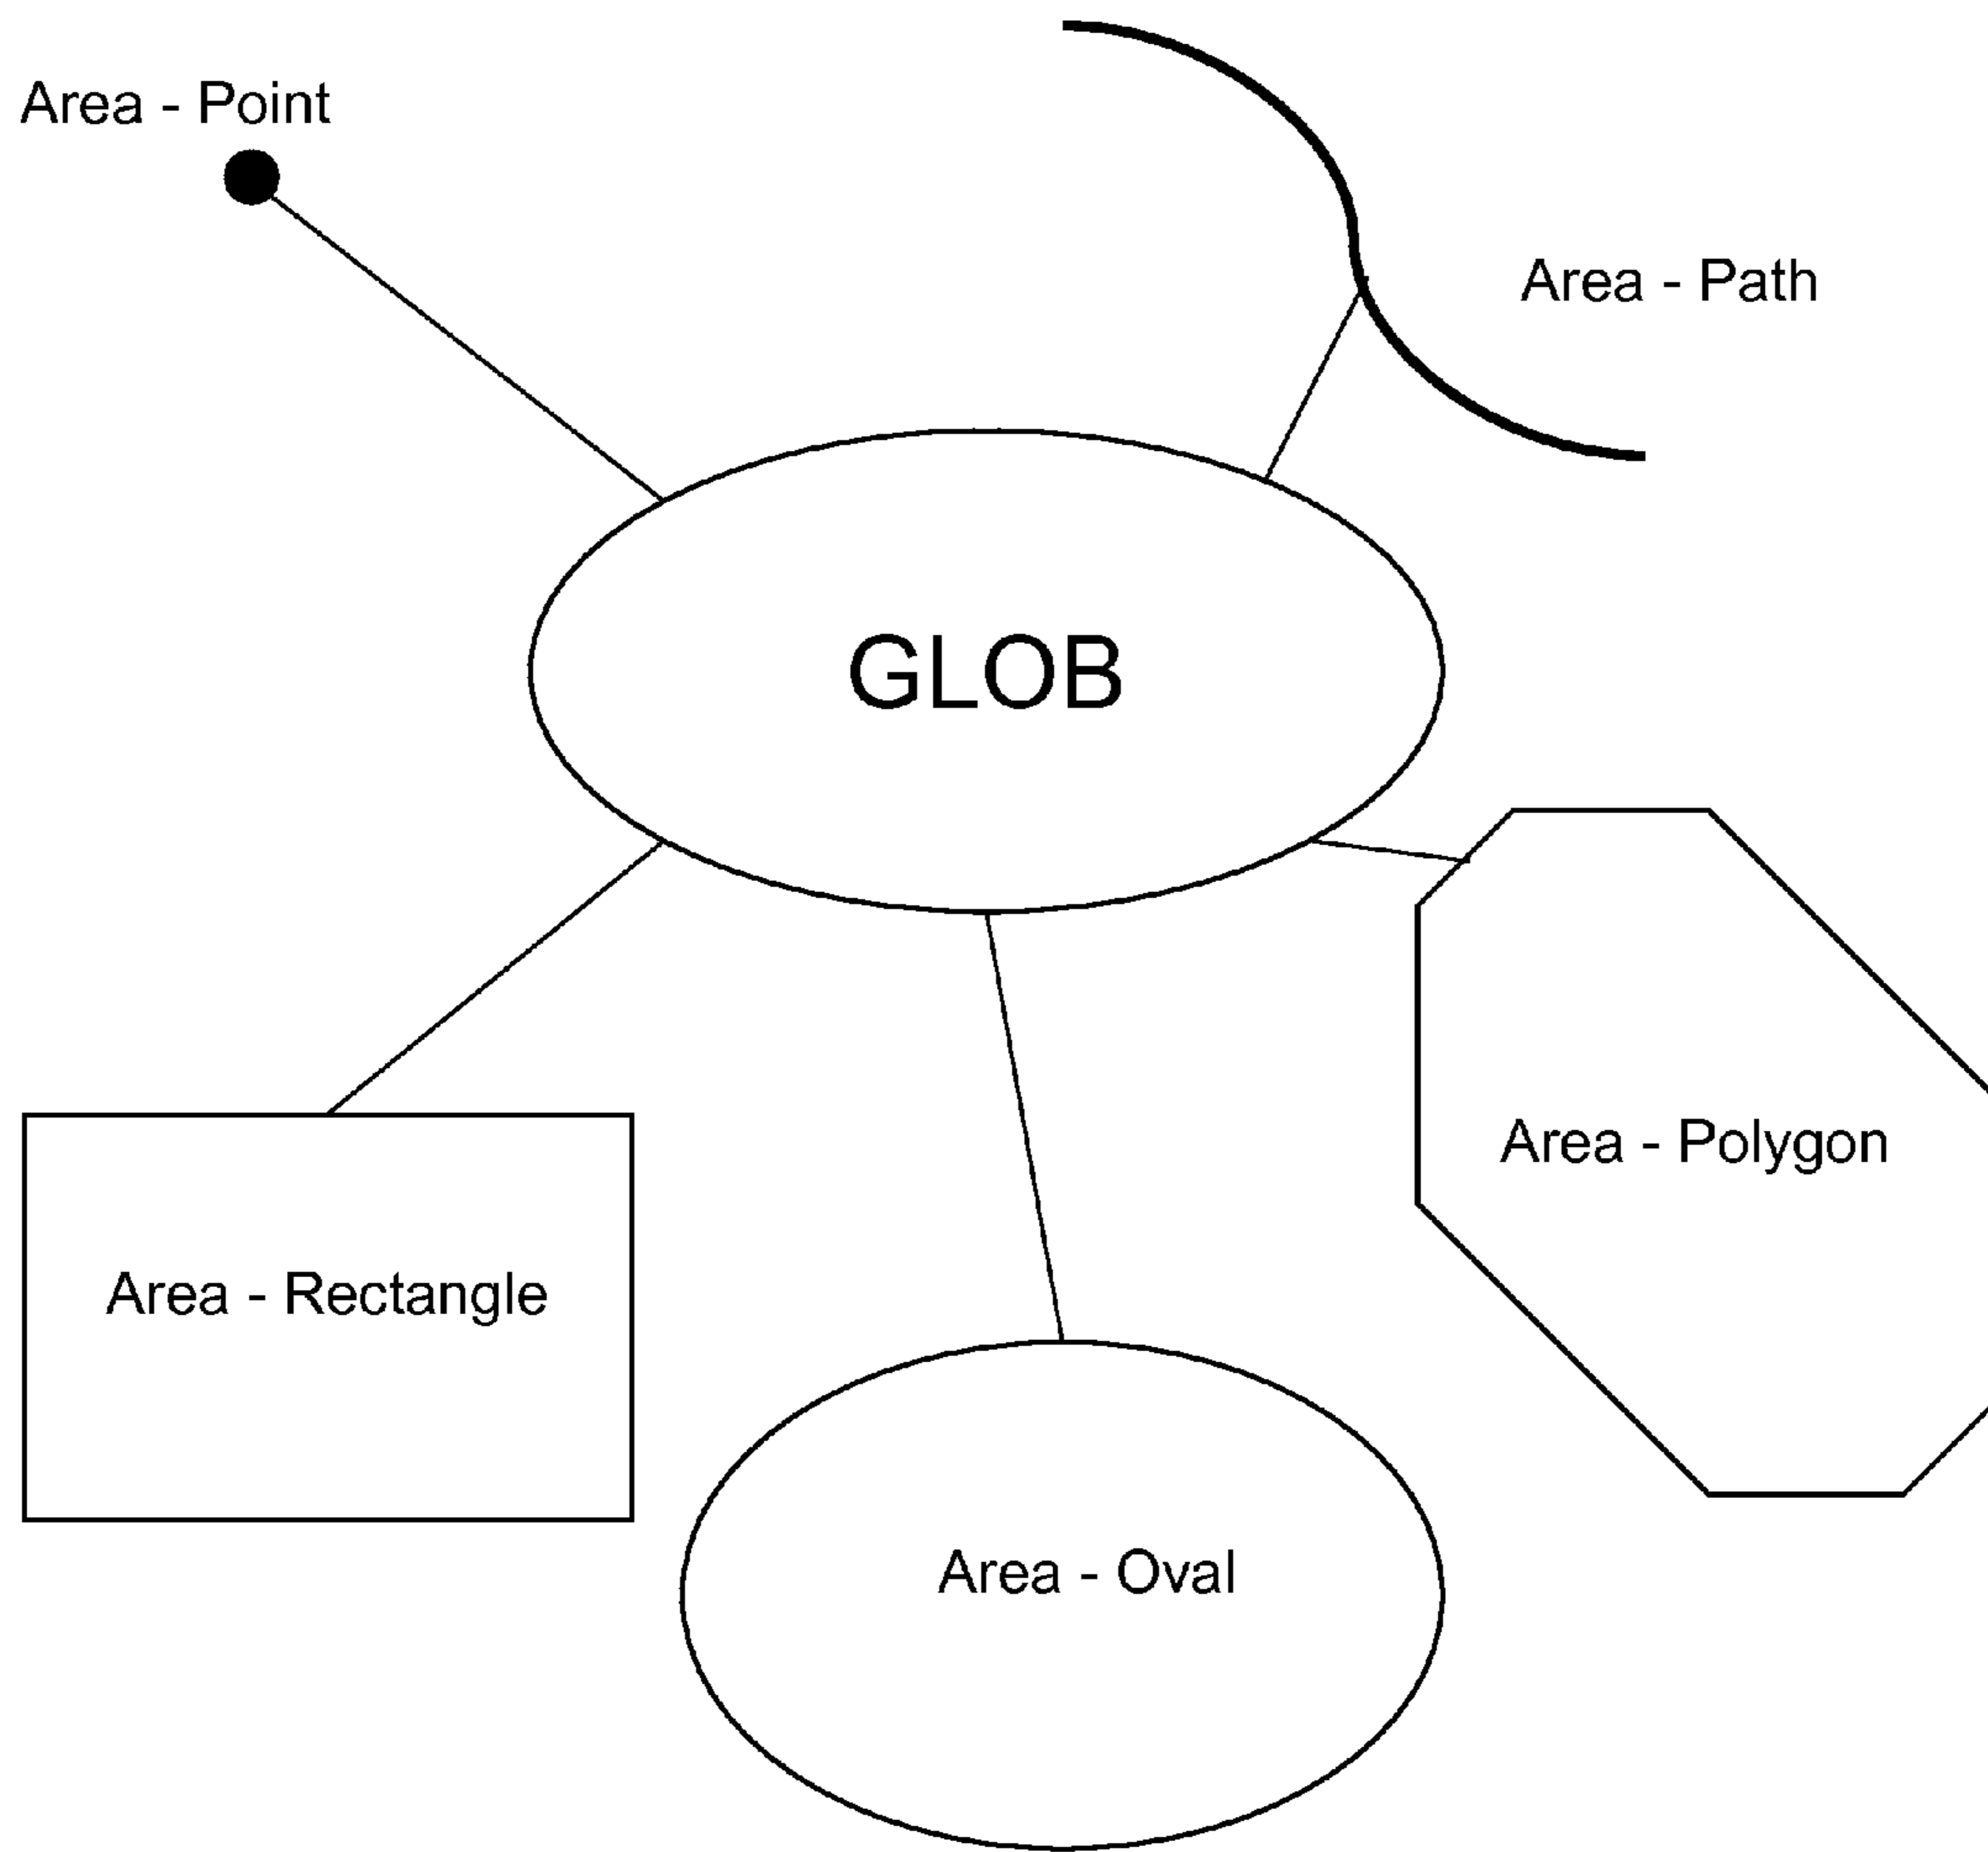 Area - Point
Area - Path
GLOB
Area - Polygon
Area - Rectangle
Area - Oval